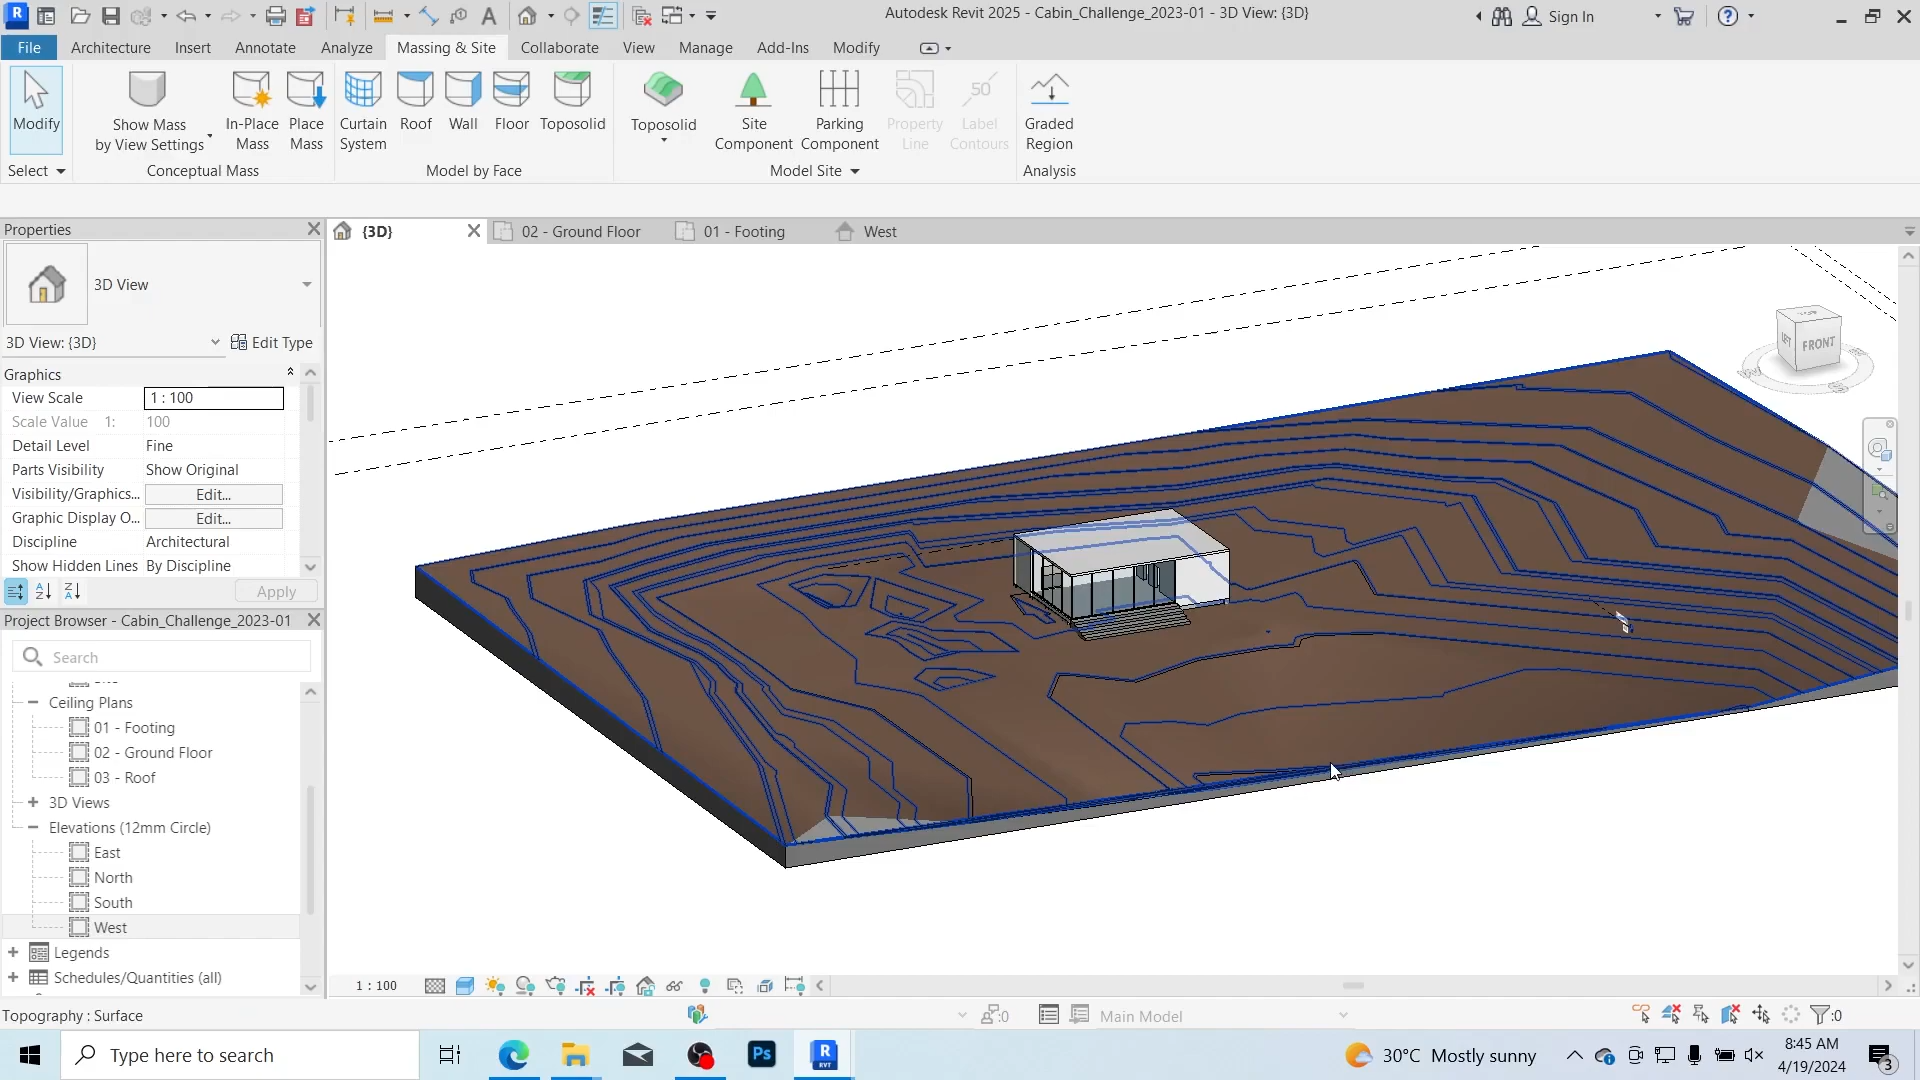 Autodesk Revit 2025 - Cabin_Challenge_2023-01 - 3D View: {3D}
Sign In
File Architecture Insert Annotate Analyze Massing & Site Collaborate View Manage Add-Ins Modify
Modify
Show Mass
by View Settings
In-Place
Mass
Place
Mass
Curtain
System
Roof
Wall
Floor
Toposolid
Toposolid
Site
Component
Parking
Component
Property
Line
50
Label
Contours
Graded
Region
Select
Conceptual Mass
Model by Face
Model Site
Analysis
Properties
{3D}
02 - Ground Floor
01 - Footing
West
3D View
3D View: {3D}
Edit Type
Graphics
View Scale 1 : 100
Scale Value 1: 100
Detail Level Fine
Parts Visibility Show Original
Visibility/Graphics... Edit...
Graphic Display O... Edit...
Discipline Architectural
Show Hidden Lines By Discipline
Apply
TOP
LEFT
FRONT
Project Browser - Cabin_Challenge_2023-01
Search
Ceiling Plans
01 - Footing
02 - Ground Floor
03 - Roof
3D Views
Elevations (12mm Circle)
East
North
South
West
Legends
Schedules/Quantities (all)
1 : 100
Topography : Surface
:0
Main Model
:0
Type here to search
Ps
R
RVT
30°C Mostly sunny
8:45 AM
4/19/2024
3